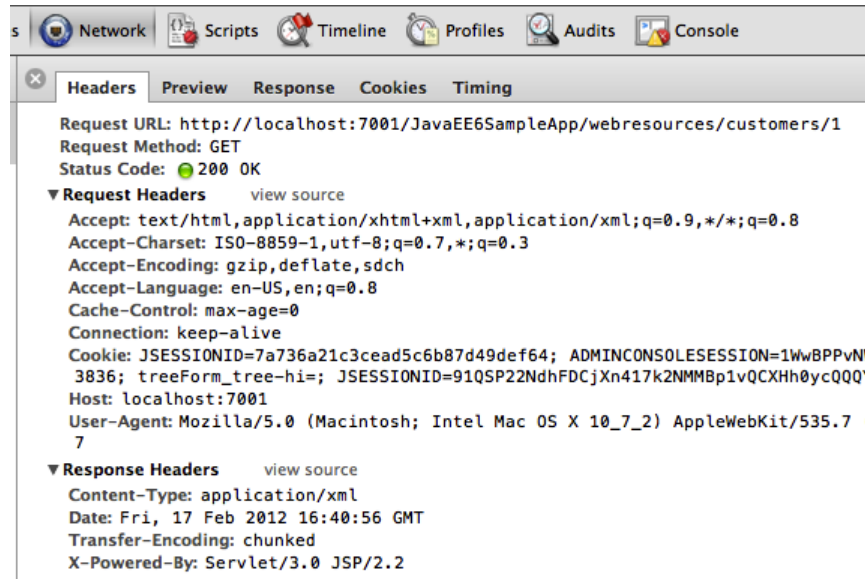 s Network Scripts Timeline Profiles Audits Console
Headers Preview Response Cookies Timing
Request URL: http://localhost:7001/JavaEE6SampleApp/webresources/customers/1
Request Method: GET
Status Code: 200 OK
▼Request Headers view source
Accept: text/html,application/xhtml+xml,application/xml;q=0.9,*/*;q=0.8
Accept-Charset: ISO-8859-1,utf-8;q=0.7,*;q=0.3
Accept-Encoding: gzip,deflate,sdch
Accept-Language: en-US,en;q=0.8
Cache-Control: max-age=0
Connection: keep-alive
Cookie: JSESSIONID=7a736a21c3cead5c6b87d49def64; ADMINCONSOLESESSION=1WwBPPvN
3836; treeForm_tree-hi=; JSESSIONID=91QSP22NdhFDCjXn417k2NMMBp1vQCXHh0ycQQQ
Host: localhost:7001
User-Agent: Mozilla/5.0 (Macintosh; Intel Mac OS X 10_7_2) AppleWebKit/535.7
7
▼Response Headers view source
Content-Type: application/xml
Date: Fri, 17 Feb 2012 16:40:56 GMT
Transfer-Encoding: chunked
X-Powered-By: Servlet/3.0 JSP/2.2